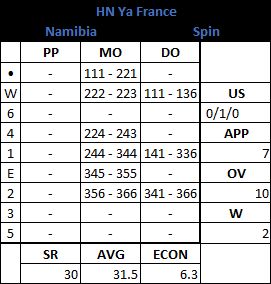 HN Ya France
Namibia Spin
PP MO DO
• - 111 - 221 -
W - 222 - 223 111 - 136 US
6 - - - 0/1/0
4 - 224 - 243 - APP
1 - 244 - 344 141 - 336 7
E - 345 - 355 - OV
2 - 356 - 366 341 - 366 10
3 - - - W
5 - - - 2
SR AVG ECON
30 31.5 6.3